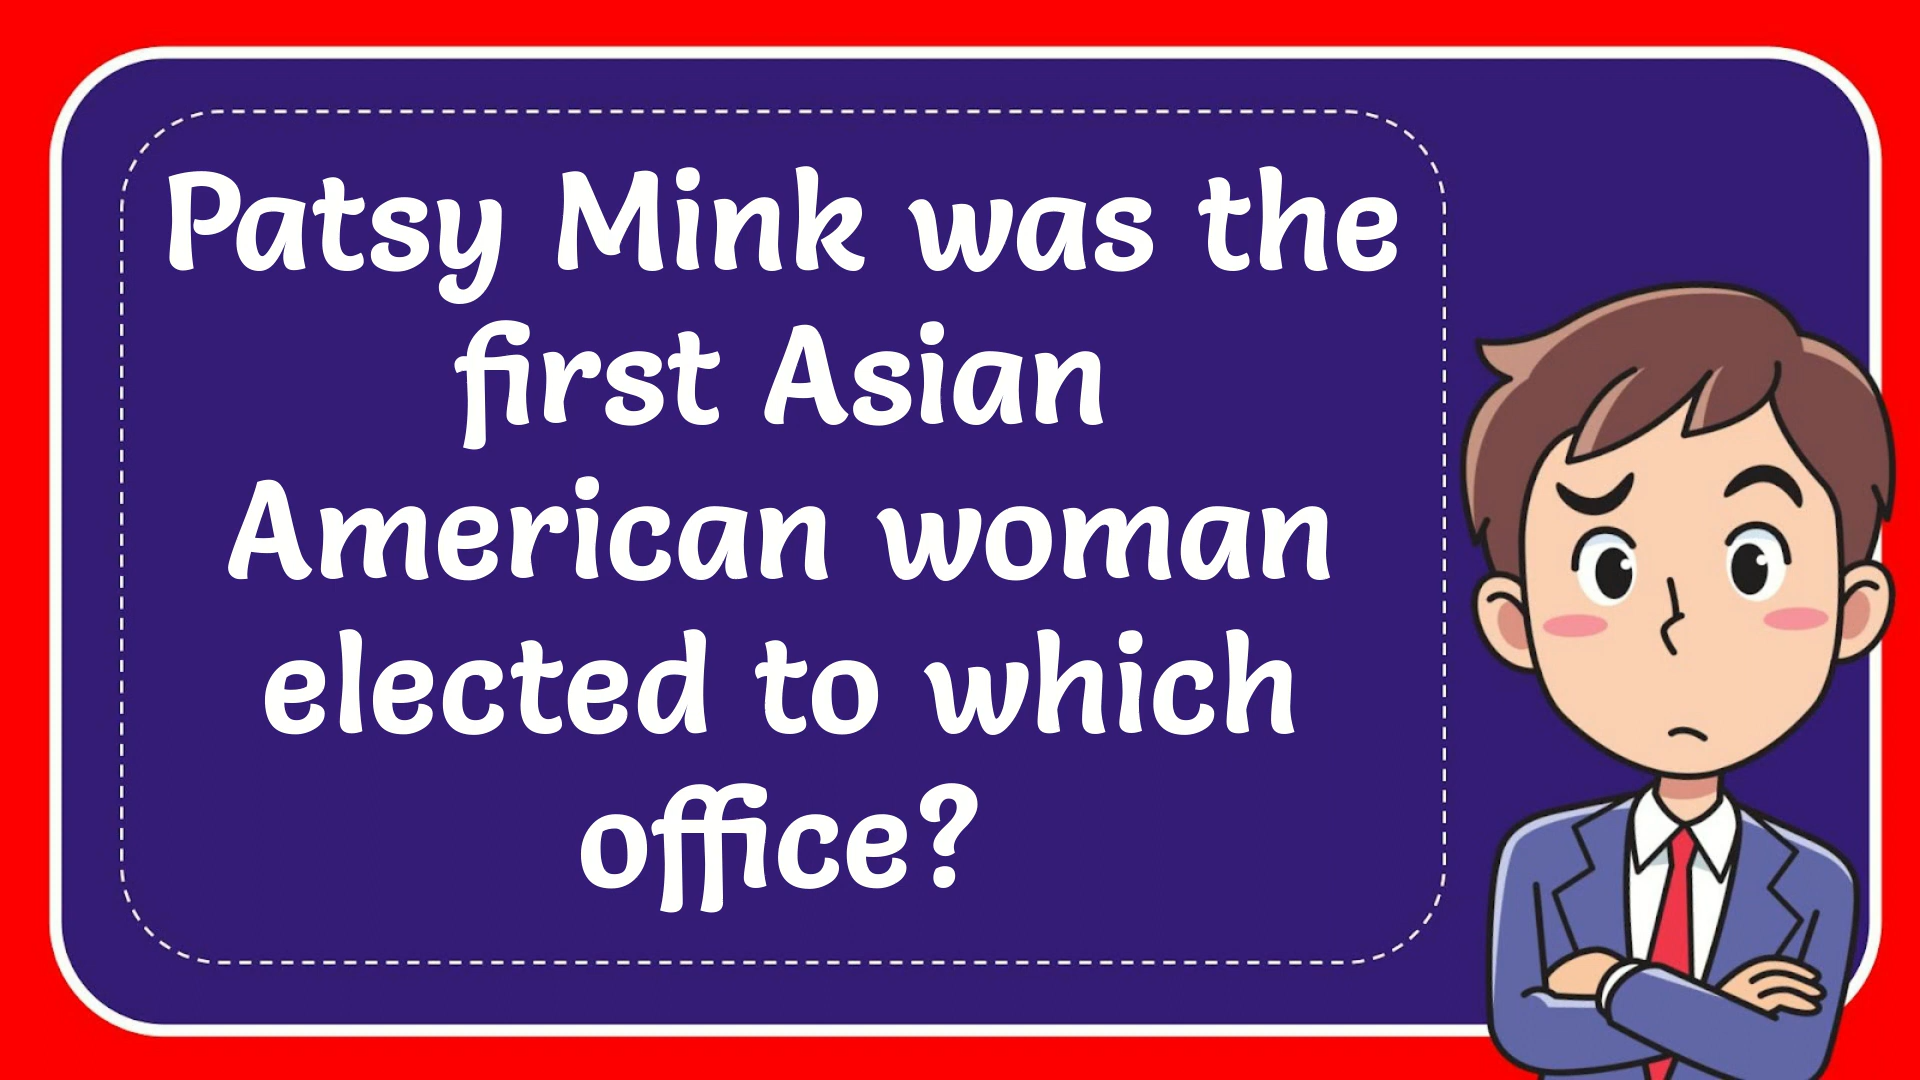 Patsy Mink was the
first Asian
American woman
elected to which
office?